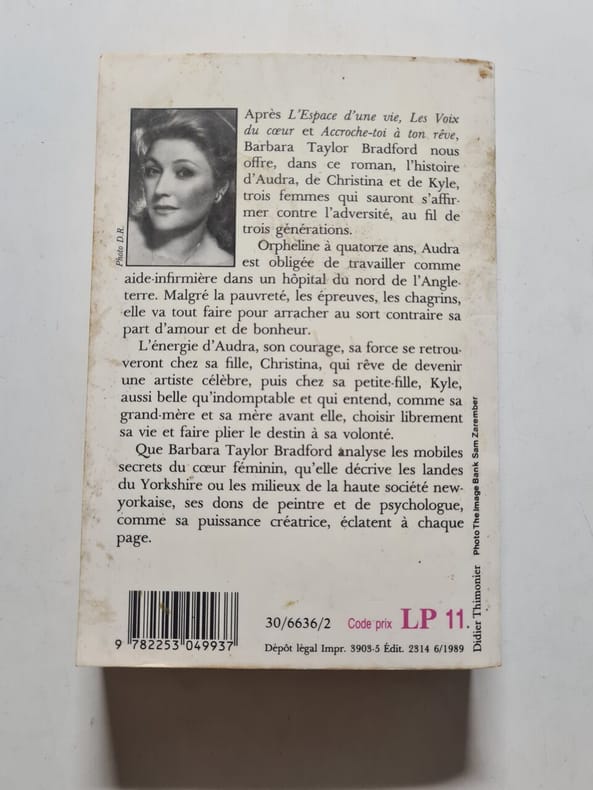 Après L'Espace d'une vie, Les Voix
du cœur et Accroche-toi à ton rêve,
Barbara Taylor Bradford nous
offre, dans ce roman, l'histoire
d'Audra, de Christina et de Kyle,
trois femmes qui sauront s'affir-
mer contre l'adversité, au fil de
trois générations.
Orpheline à quatorze ans, Audra
est obligée de travailler comme
aide-infirmière dans un hôpital du nord de l'Angle-
terre. Malgré la pauvreté, les épreuves, les chagrins,
elle va tout faire pour arracher au sort contraire sa
part d'amour et de bonheur.
L'énergie d'Audra, son courage, sa force se retrou-
veront chez sa fille, Christina, qui rêve de devenir
une artiste célèbre, puis chez sa petite-fille, Kyle,
aussi belle qu'indomptable et qui entend, comme sa
grand-mère et sa mère avant elle, choisir librement
sa vie et faire plier le destin à sa volonté.
Que Barbara Taylor Bradford analyse les mobiles
secrets du cœur féminin, qu'elle décrive les landes
du Yorkshire ou les milieux de la haute société new-
yorkaise, ses dons de peintre et de psychologue,
comme sa puissance créatrice, éclatent à chaque
page.
Photo D.R.
Didier Thimonier Photo The Image Bank Sam Zarember
9 782253 049937
30/6636/2 Code prix LP 11.
Dépôt légal Impr. 3903-5 Édit. 2314 6/1989